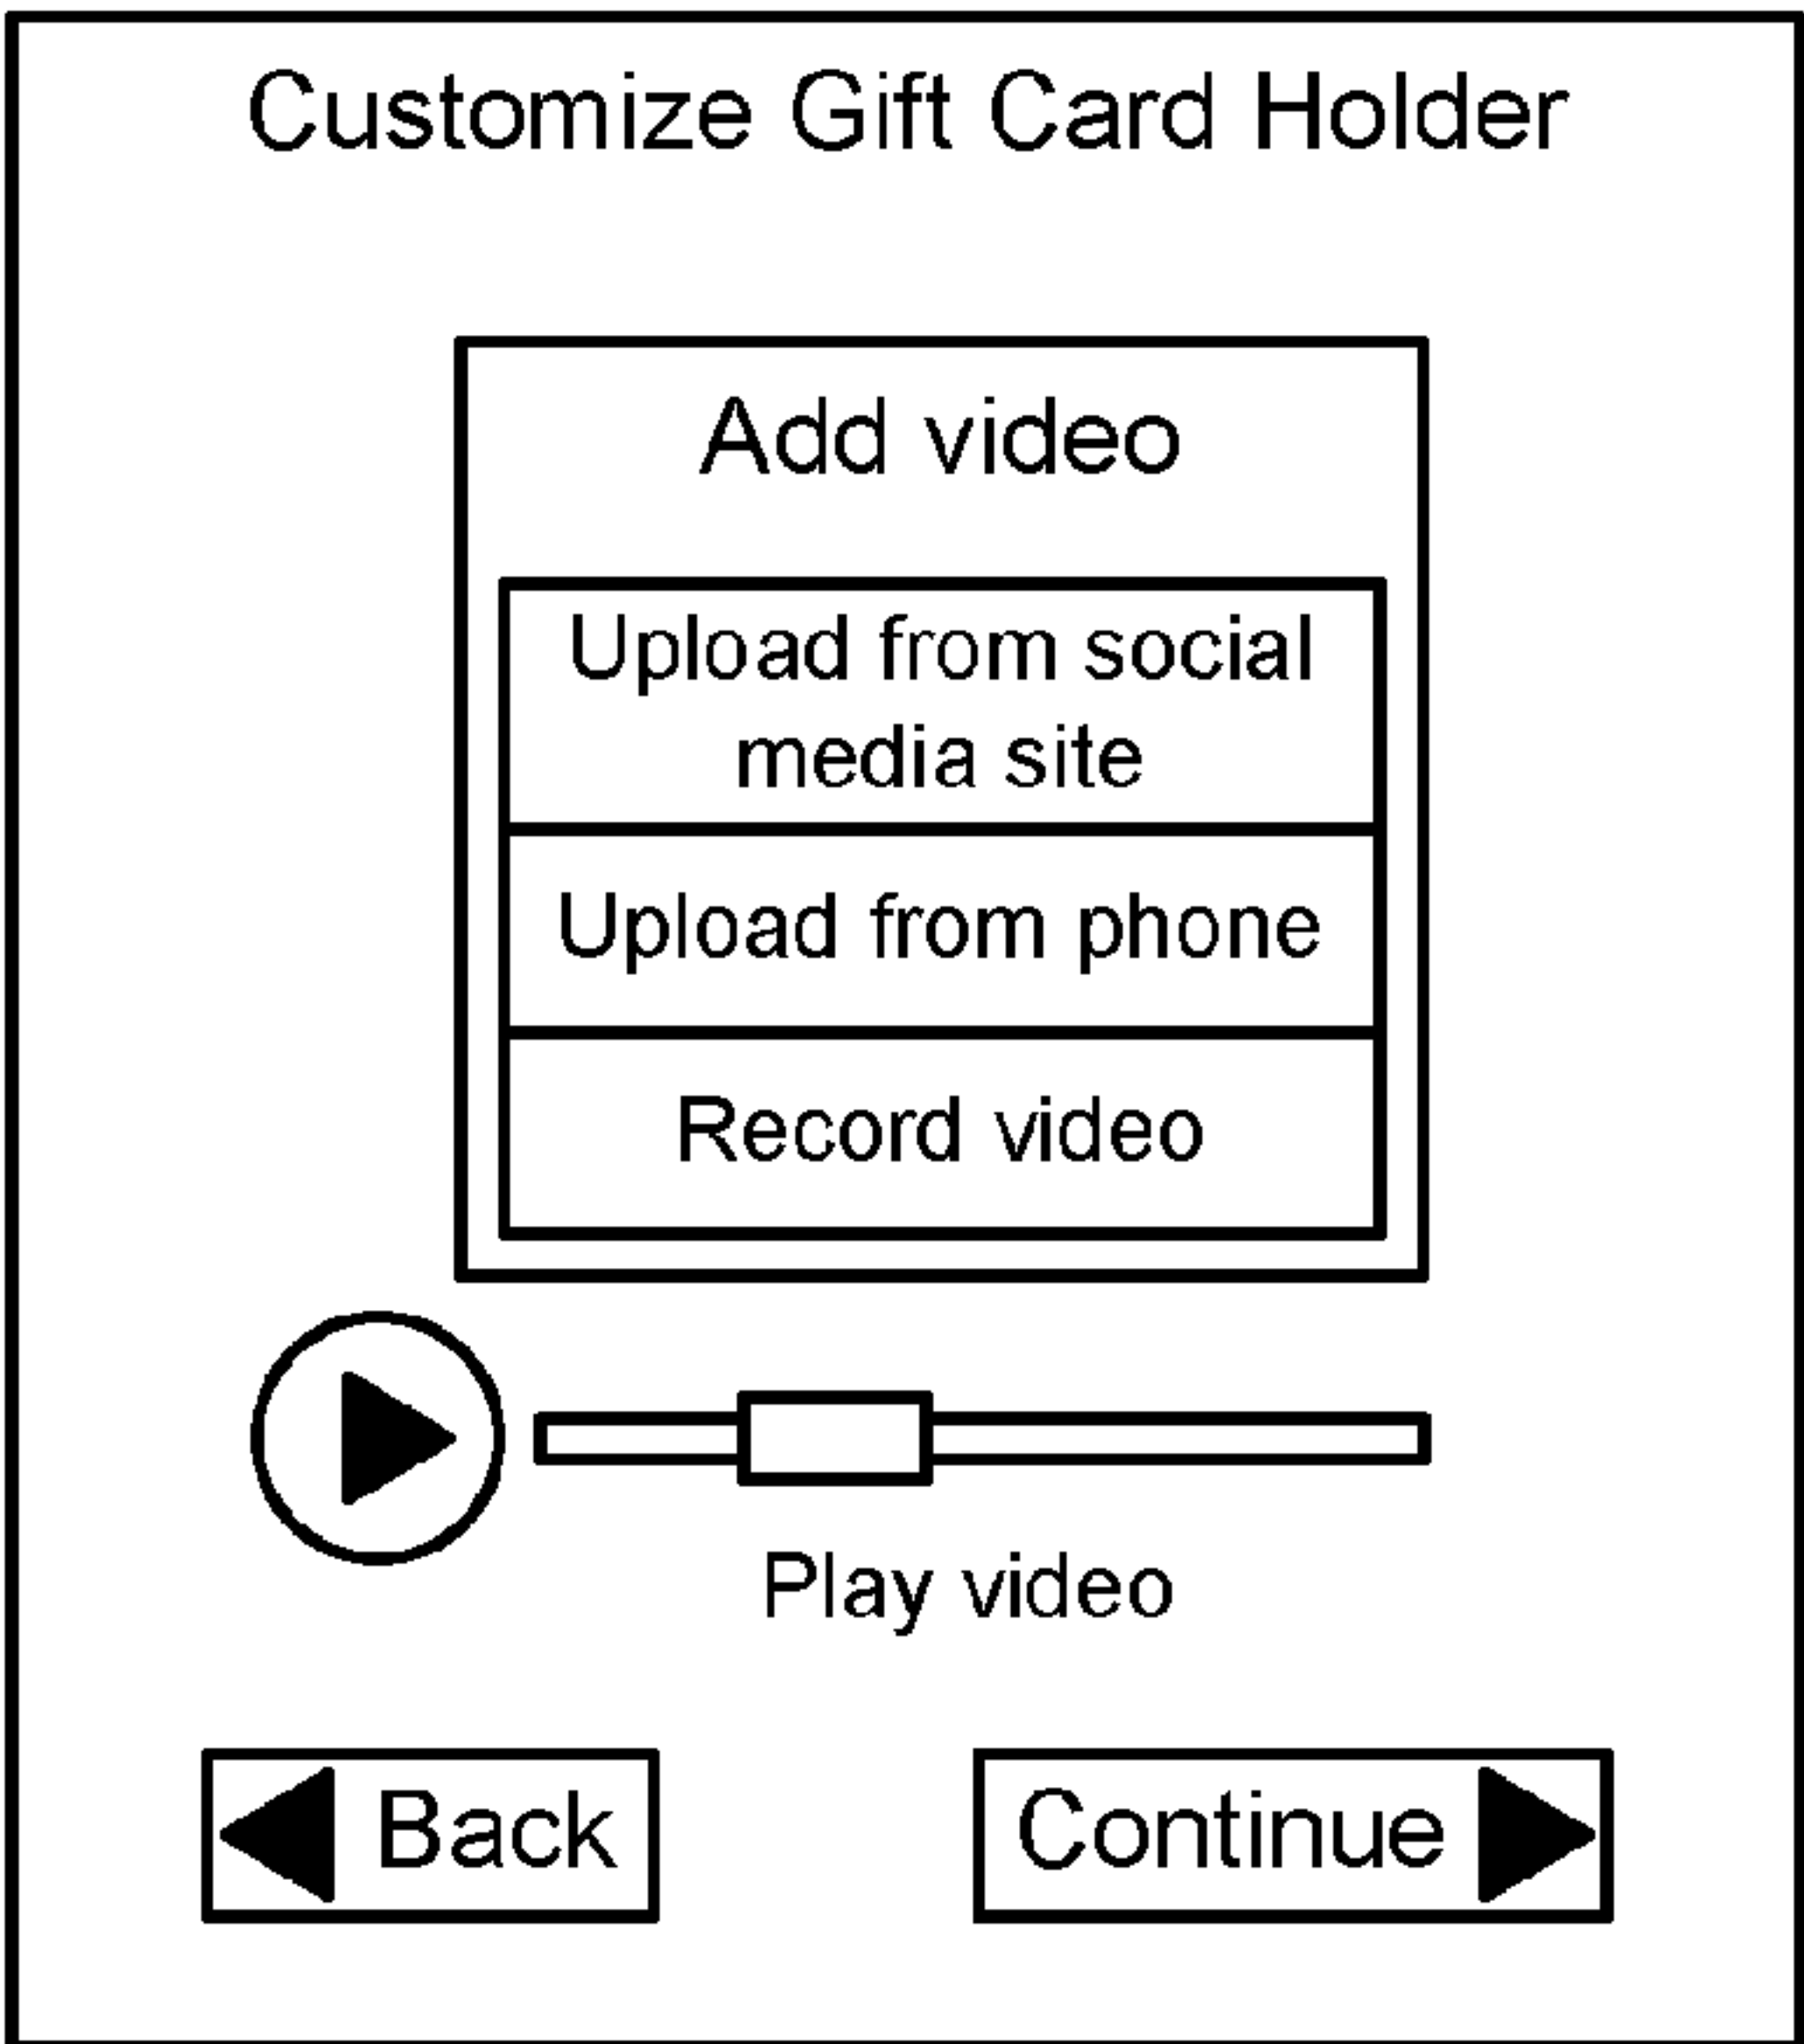 Customize Gift Card Holder
Add video
Upload from social
media site
Upload from phone
Record video
Play video
Back
Continue